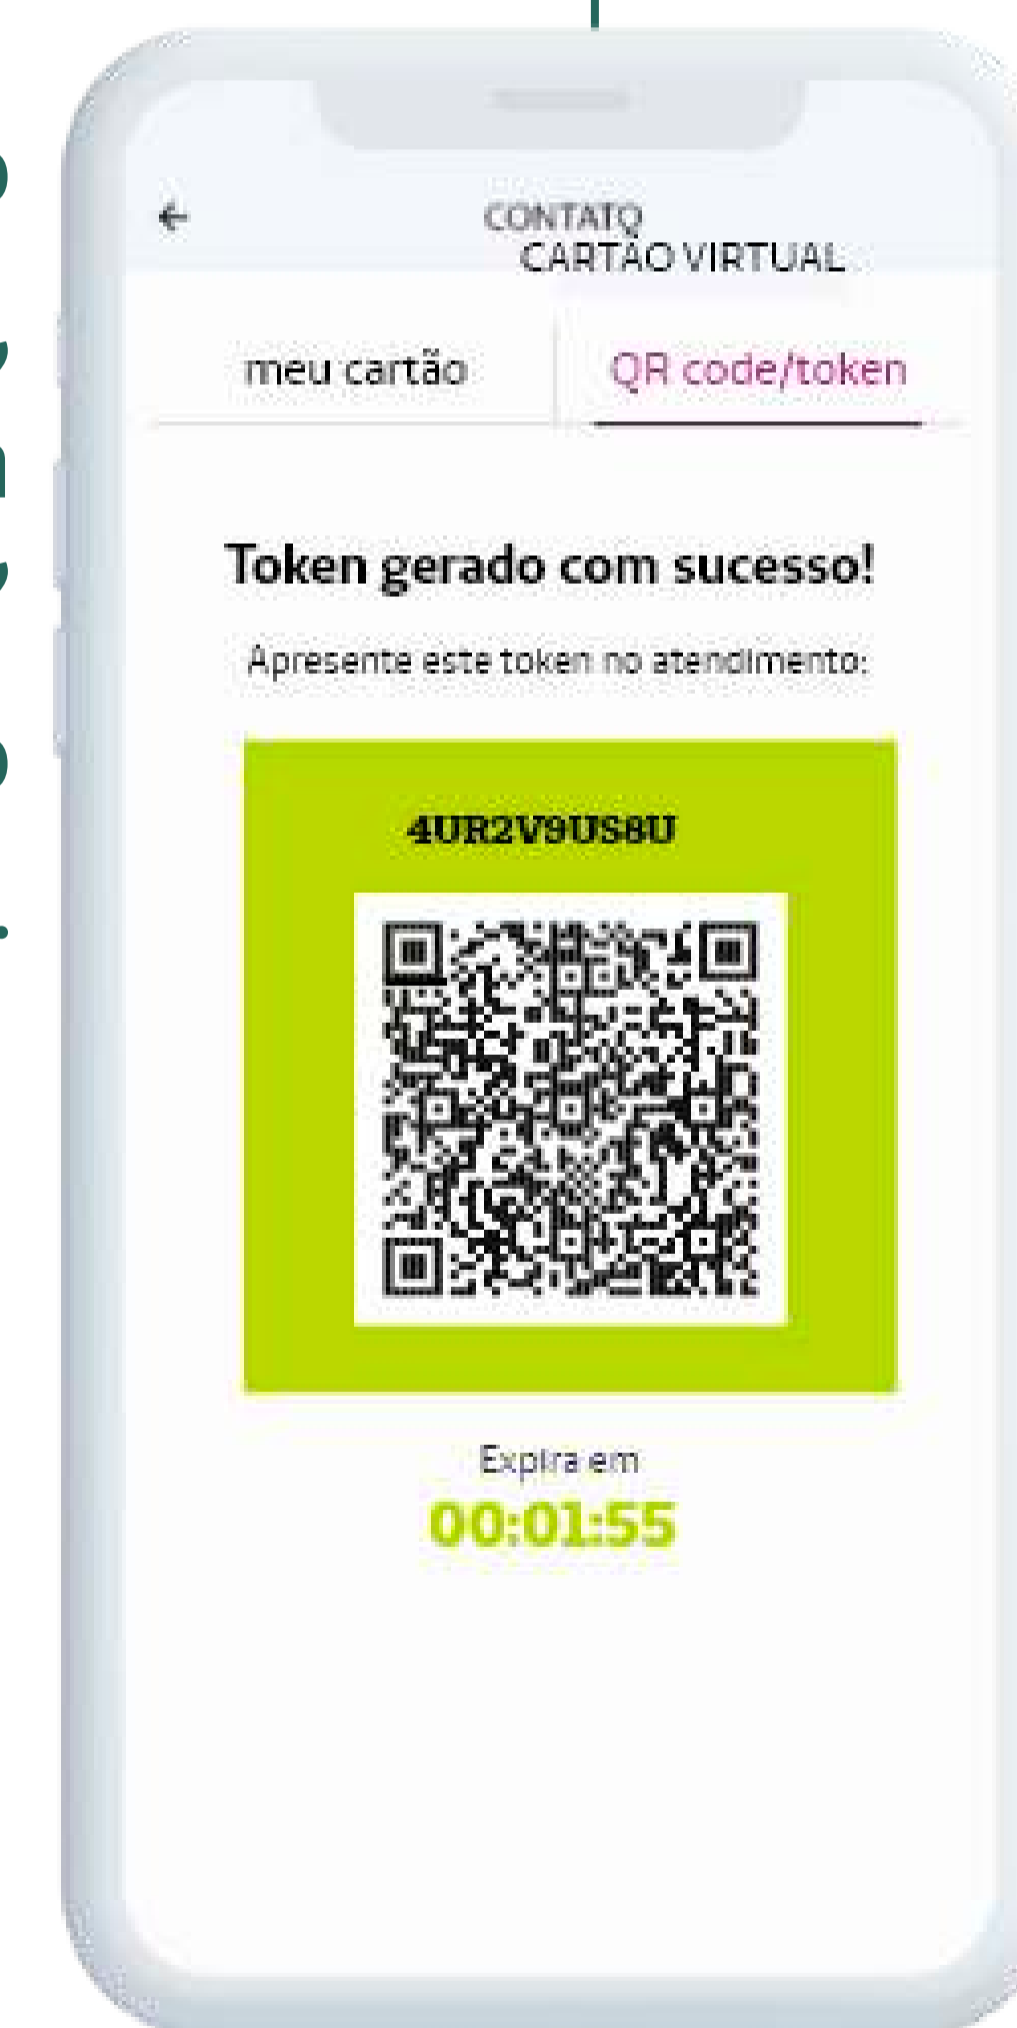 CONTATO
CARTÃO VIRTUAL
meu cartão
QR code/token
Token gerado com sucesso!
Apresente este token no atendimento:
4UR2V9US8U
Expira em
00:01:55